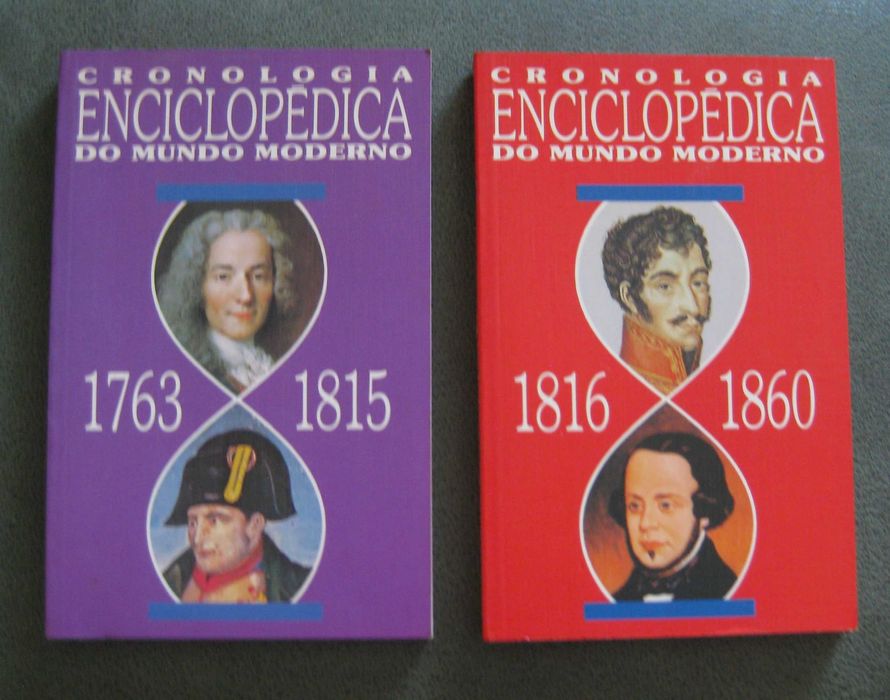 CRONOLOGIA
ENCICLOPÉDICA
DO MUNDO MODERNO
1763 1815
CRONOLOGIA
ENCICLOPÉDICA
DO MUNDO MODERNO
1816 1860